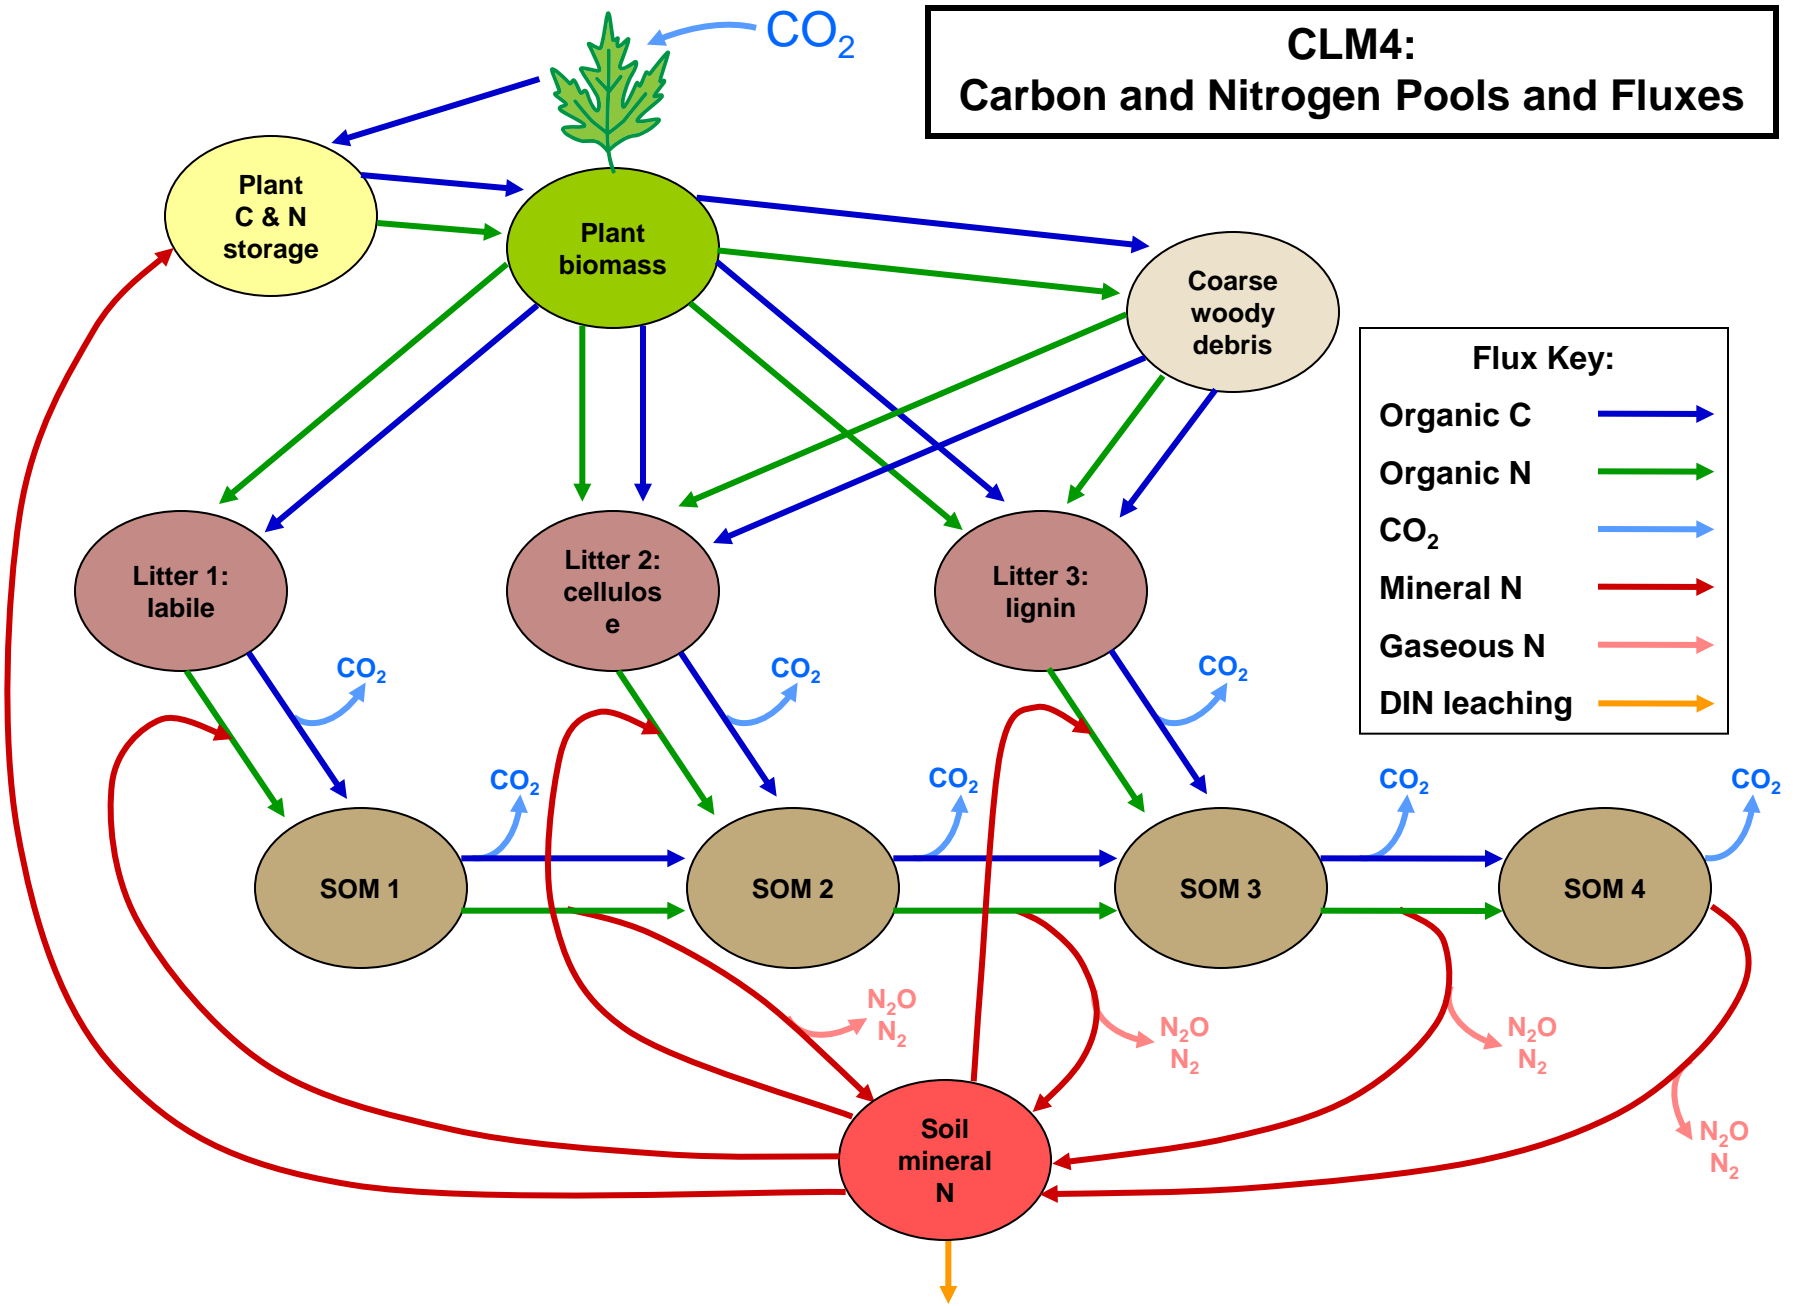 CO₂
CLM4:
Carbon and Nitrogen Pools and Fluxes
Plant
C & N
storage
Plant
biomass
Coarse
woody
debris
Flux Key:
Organic C
Organic N
CO₂
Mineral N
Gaseous N
DIN leaching
Litter 1:
labile
Litter 2:
cellulos
e
Litter 3:
lignin
CO₂
CO₂
CO₂
CO₂
CO₂
CO₂
CO₂
SOM 1
SOM 2
SOM 3
SOM 4
N₂O
N₂
N₂O
N₂
N₂O
N₂
N₂O
N₂
Soil
mineral
N